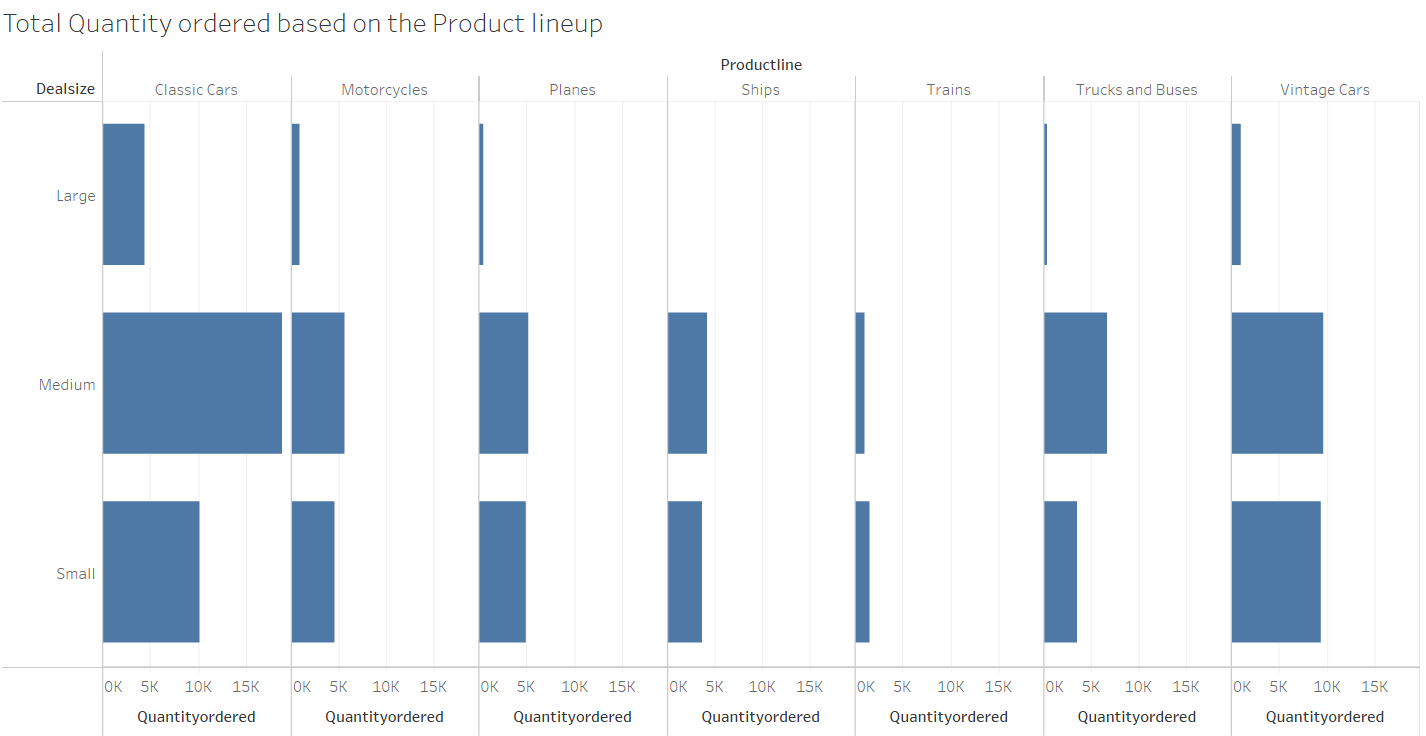 Total Quantity ordered based on the Product lineup
Productline
Dealsize Classic Cars Motorcycles Planes Ships Trains Trucks and Buses Vintage Cars
Large
Medium
Small
0K 5K 10K 15K 0K 5K 10K 15K 0K 5K 10K 15K 0K 5K 10K 15K 0K 5K 10K 15K 0K 5K 10K 15K 0K 5K 10K 15K
Quantityordered Quantityordered Quantityordered Quantityordered Quantityordered Quantityordered Quantityordered